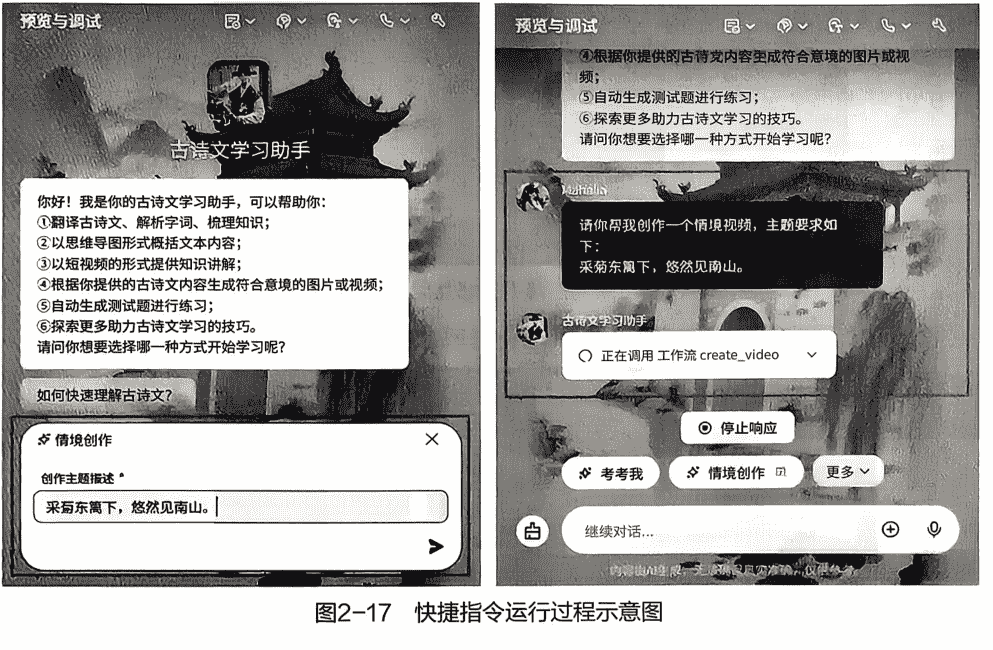 预览与调试
古诗文学习助手
你好！我是你的古诗文学习助手，可以帮助你：
①翻译古诗文、解析字词、梳理知识；
②以思维导图形式概括文本内容；
③以短视频的形式提供知识讲解；
④根据你提供的古诗文内容生成符合意境的图片或视频；
⑤自动生成测试题进行练习；
⑥探索更多助力古诗文学习的技巧。
请问你想要选择哪一种方式开始学习呢？
如何快速理解古诗文？
情境创作
创作主题描述 *
采菊东篱下，悠然见南山。
预览与调试
④根据你提供的古诗文内容生成符合意境的图片或视
频；
⑤自动生成测试题进行练习；
⑥探索更多助力古诗文学习的技巧。
请问你想要选择哪一种方式开始学习呢？
请你帮我创作一个情境视频，主题要求如
下：
采菊东篱下，悠然见南山。
古诗文学习助手
正在调用 工作流 create_video
停止响应
考考我 情境创作 更多
继续对话...
图2-17 快捷指令运行过程示意图